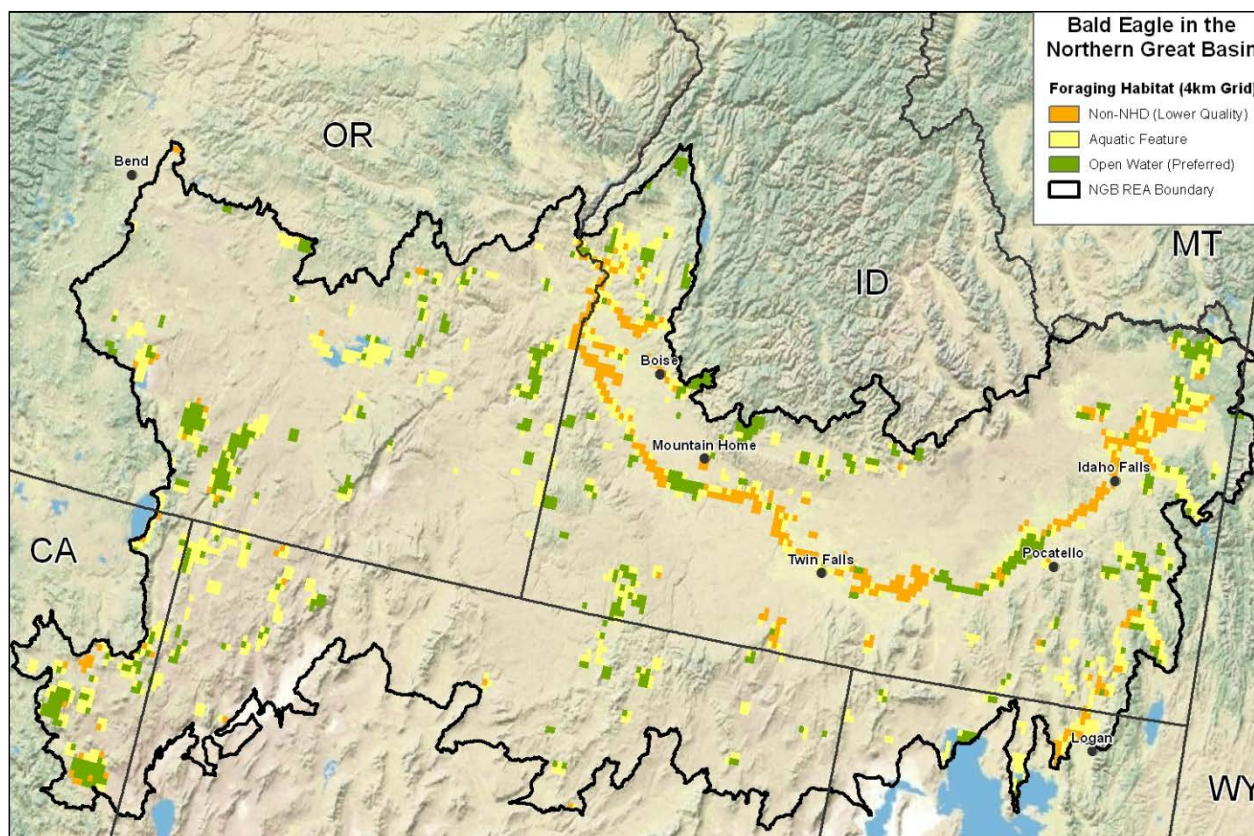 Bald Eagle in the
Northern Great Basin
Foraging Habitat (4km Grid)
Non-NHD (Lower Quality)
Aquatic Feature
Open Water (Preferred)
NGB REA Boundary
OR
Bend
MT
ID
Boise
Mountain Home
Idaho Falls
CA
Twin Falls
Pocatello
Logan
WY